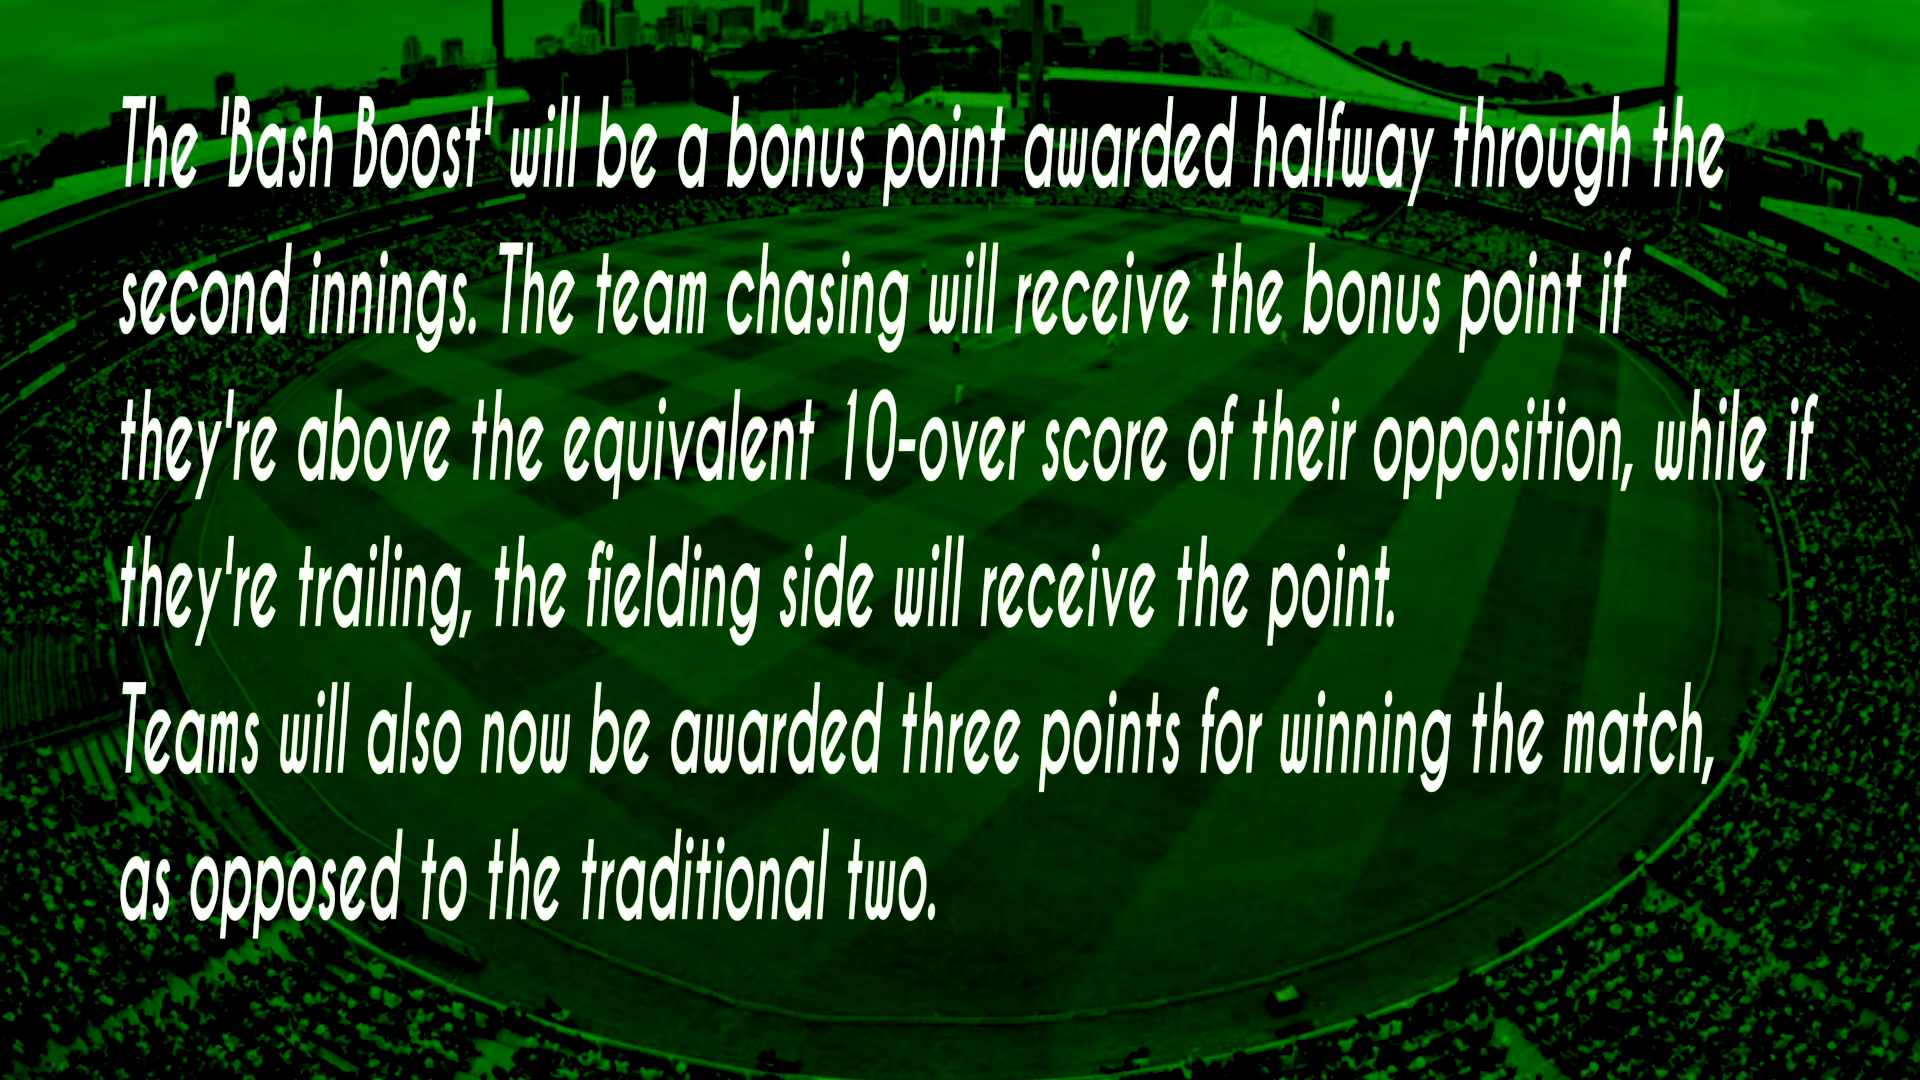 The 'Bash Boost' will be a bonus point awarded halfway through the
second innings. The team chasing will receive the bonus point if
they're above the equivalent 10-over score of their opposition, while if
they're trailing, the fielding side will receive the point.
Teams will also now be awarded three points for winning the match,
as opposed to the traditional two.